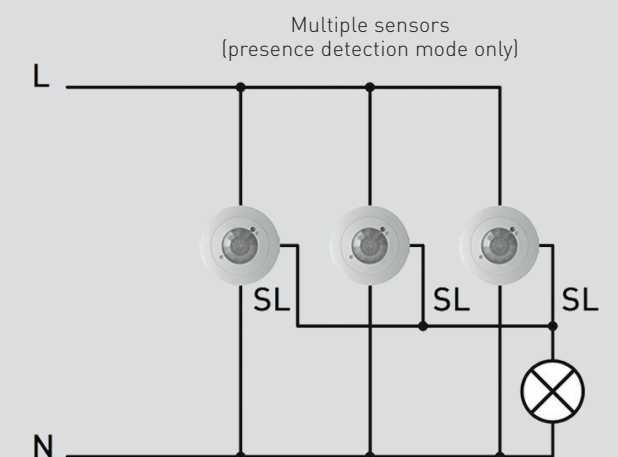 Multiple sensors
(presence detection mode only)
L
SL SL SL
N